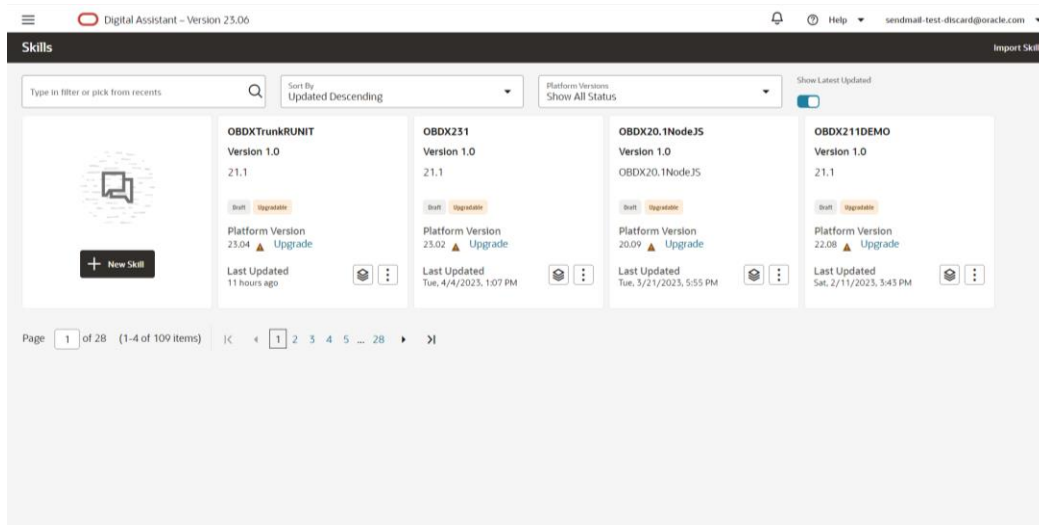 Digital Assistant – Version 23.06
Help
sendmail-test-discard@oracle.com
Skills
Import Skill
Type in filter or pick from recents
Sort By
Updated Descending
Platform Versions
Show All Status
Show Latest Updated
New Skill
OBDXTrunkRUNIT
Version 1.0
21.1
Draft Upgradable
Platform Version
23.04 Upgrade
Last Updated
11 hours ago
OBDX231
Version 1.0
21.1
Draft Upgradable
Platform Version
23.02 Upgrade
Last Updated
Tue, 4/4/2023, 1:07 PM
OBDX20.1NodeJS
Version 1.0
OBDX20.1NodeJS
Draft Upgradable
Platform Version
20.09 Upgrade
Last Updated
Tue, 3/21/2023, 5:55 PM
OBDX211DEMO
Version 1.0
21.1
Draft Upgradable
Platform Version
22.08 Upgrade
Last Updated
Sat, 2/11/2023, 3:43 PM
Page 1 of 28 (1-4 of 109 items) 1 2 3 4 5 ... 28